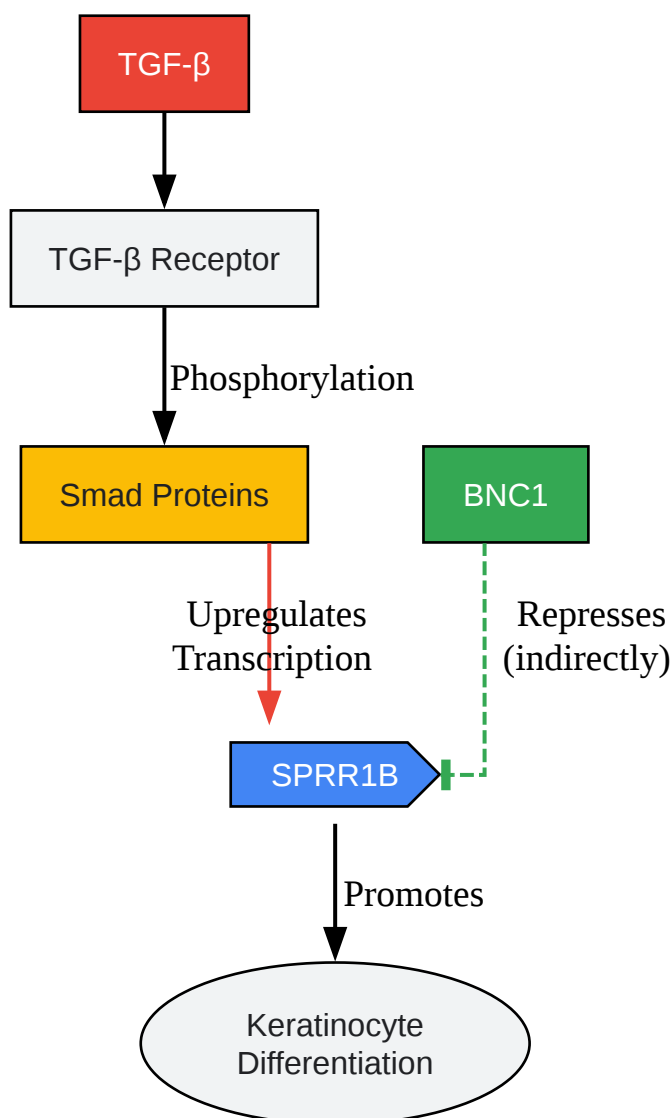 TGF-β
TGF-β Receptor
Phosphorylation
Smad Proteins
BNC1
Upregulates
Transcription
Represses
(indirectly)
SPRR1B
Promotes
Keratinocyte
Differentiation